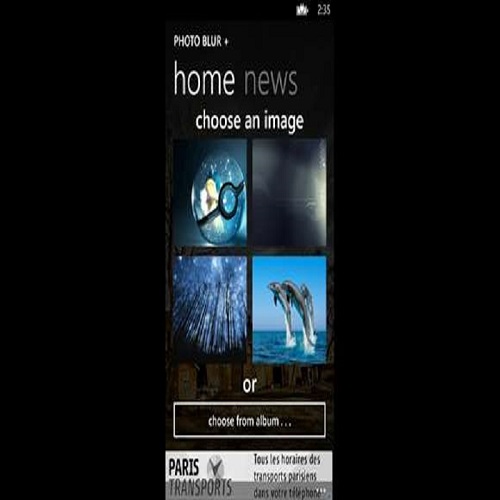 2:35
PHOTO BLUR +
home news
choose an image
or
choose from album . . .
PARIS
TRANSPORTS
Tous les horaires des
transports parisiens
dans votre téléphone